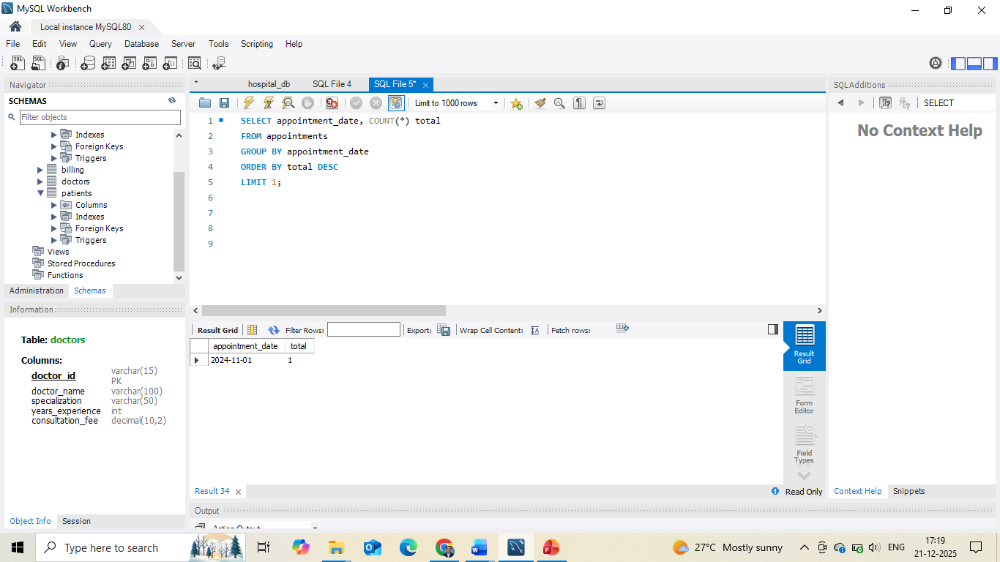 MySQL Workbench
Local instance MySQL80
File Edit View Query Database Server Tools Scripting Help
Navigator
SCHEMAS
Filter objects
Indexes
Foreign Keys
Triggers
billing
doctors
patients
Columns
Indexes
Foreign Keys
Triggers
Views
Stored Procedures
Functions
Administration Schemas
Information
Table: doctors
Columns:
doctor_id varchar(15) PK
doctor_name varchar(100)
specialization varchar(50)
years_experience int
consultation_fee decimal(10,2)
Object Info Session
hospital_db SQL File 4 SQL File 5*
Limit to 1000 rows
1 SELECT appointment_date, COUNT(*) total
2 FROM appointments
3 GROUP BY appointment_date
4 ORDER BY total DESC
5 LIMIT 1;
6
7
8
9
Result Grid Filter Rows: Export: Wrap Cell Content: Fetch rows:
appointment_date total
2024-11-01 1
Result Grid
Form Editor
Field Types
Result 34
Read Only
Output
Action Output
SQLAdditions
SELECT
No Context Help
Context Help Snippets
Type here to search
27°C Mostly sunny
ENG
17:19
21-12-2025